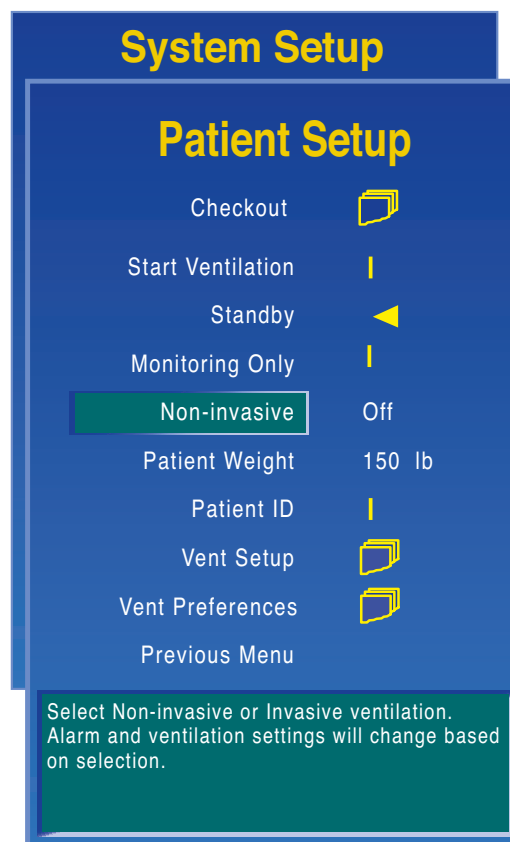 System Setup
Patient Setup
Checkout
Start Ventilation
Standby
Monitoring Only
Non-invasive Off
Patient Weight 150 lb
Patient ID
Vent Setup
Vent Preferences
Previous Menu
Select Non-invasive or Invasive ventilation.
Alarm and ventilation settings will change based
on selection.